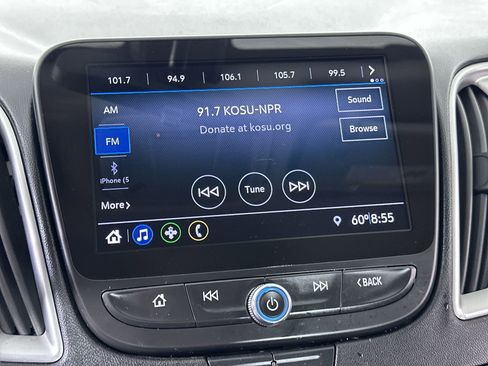 101.7 94.9 106.1 105.7 99.5
AM
91.7 KOSU-NPR
Sound
Donate at kosu.org
FM
Browse
iPhone (5
Tune
More
60° 8:55
BACK